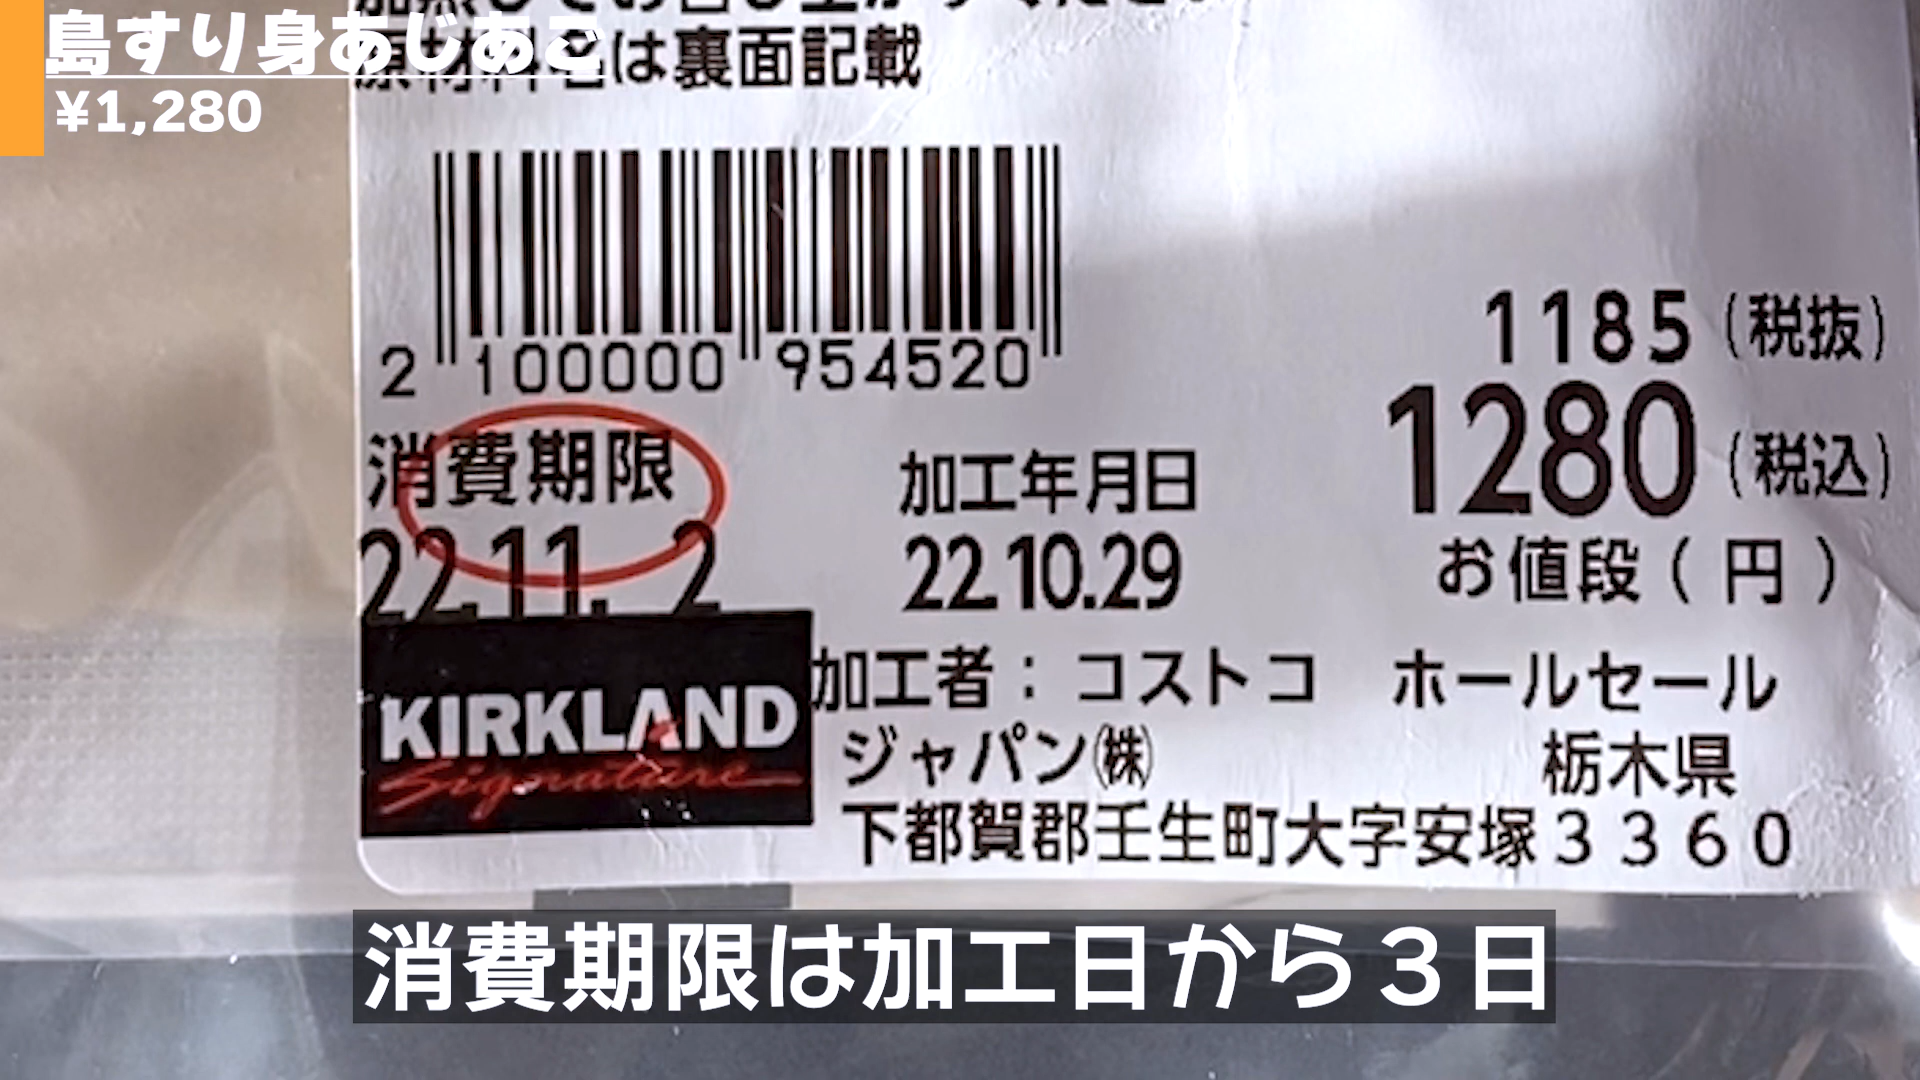 島すり身あじあご
¥1,280
原材料名は裏面記載
2 100000 954520
1185(税抜)
1280(税込)
お値段(円)
消費期限
22.11. 2
加工年月日
22.10.29
KIRKLAND
Signature
加工者:コストコ ホールセール
ジャパン㈱ 栃木県
下都賀郡壬生町大字安塚3360
消費期限は加工日から3日